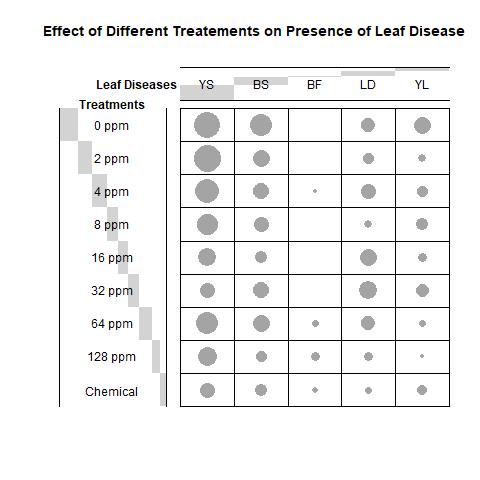 Effect of Different Treatements on Presence of Leaf Disease
Leaf Diseases YS BS BF LD YL
Treatments
0 ppm
2 ppm
4 ppm
8 ppm
16 ppm
32 ppm
64 ppm
128 ppm
Chemical